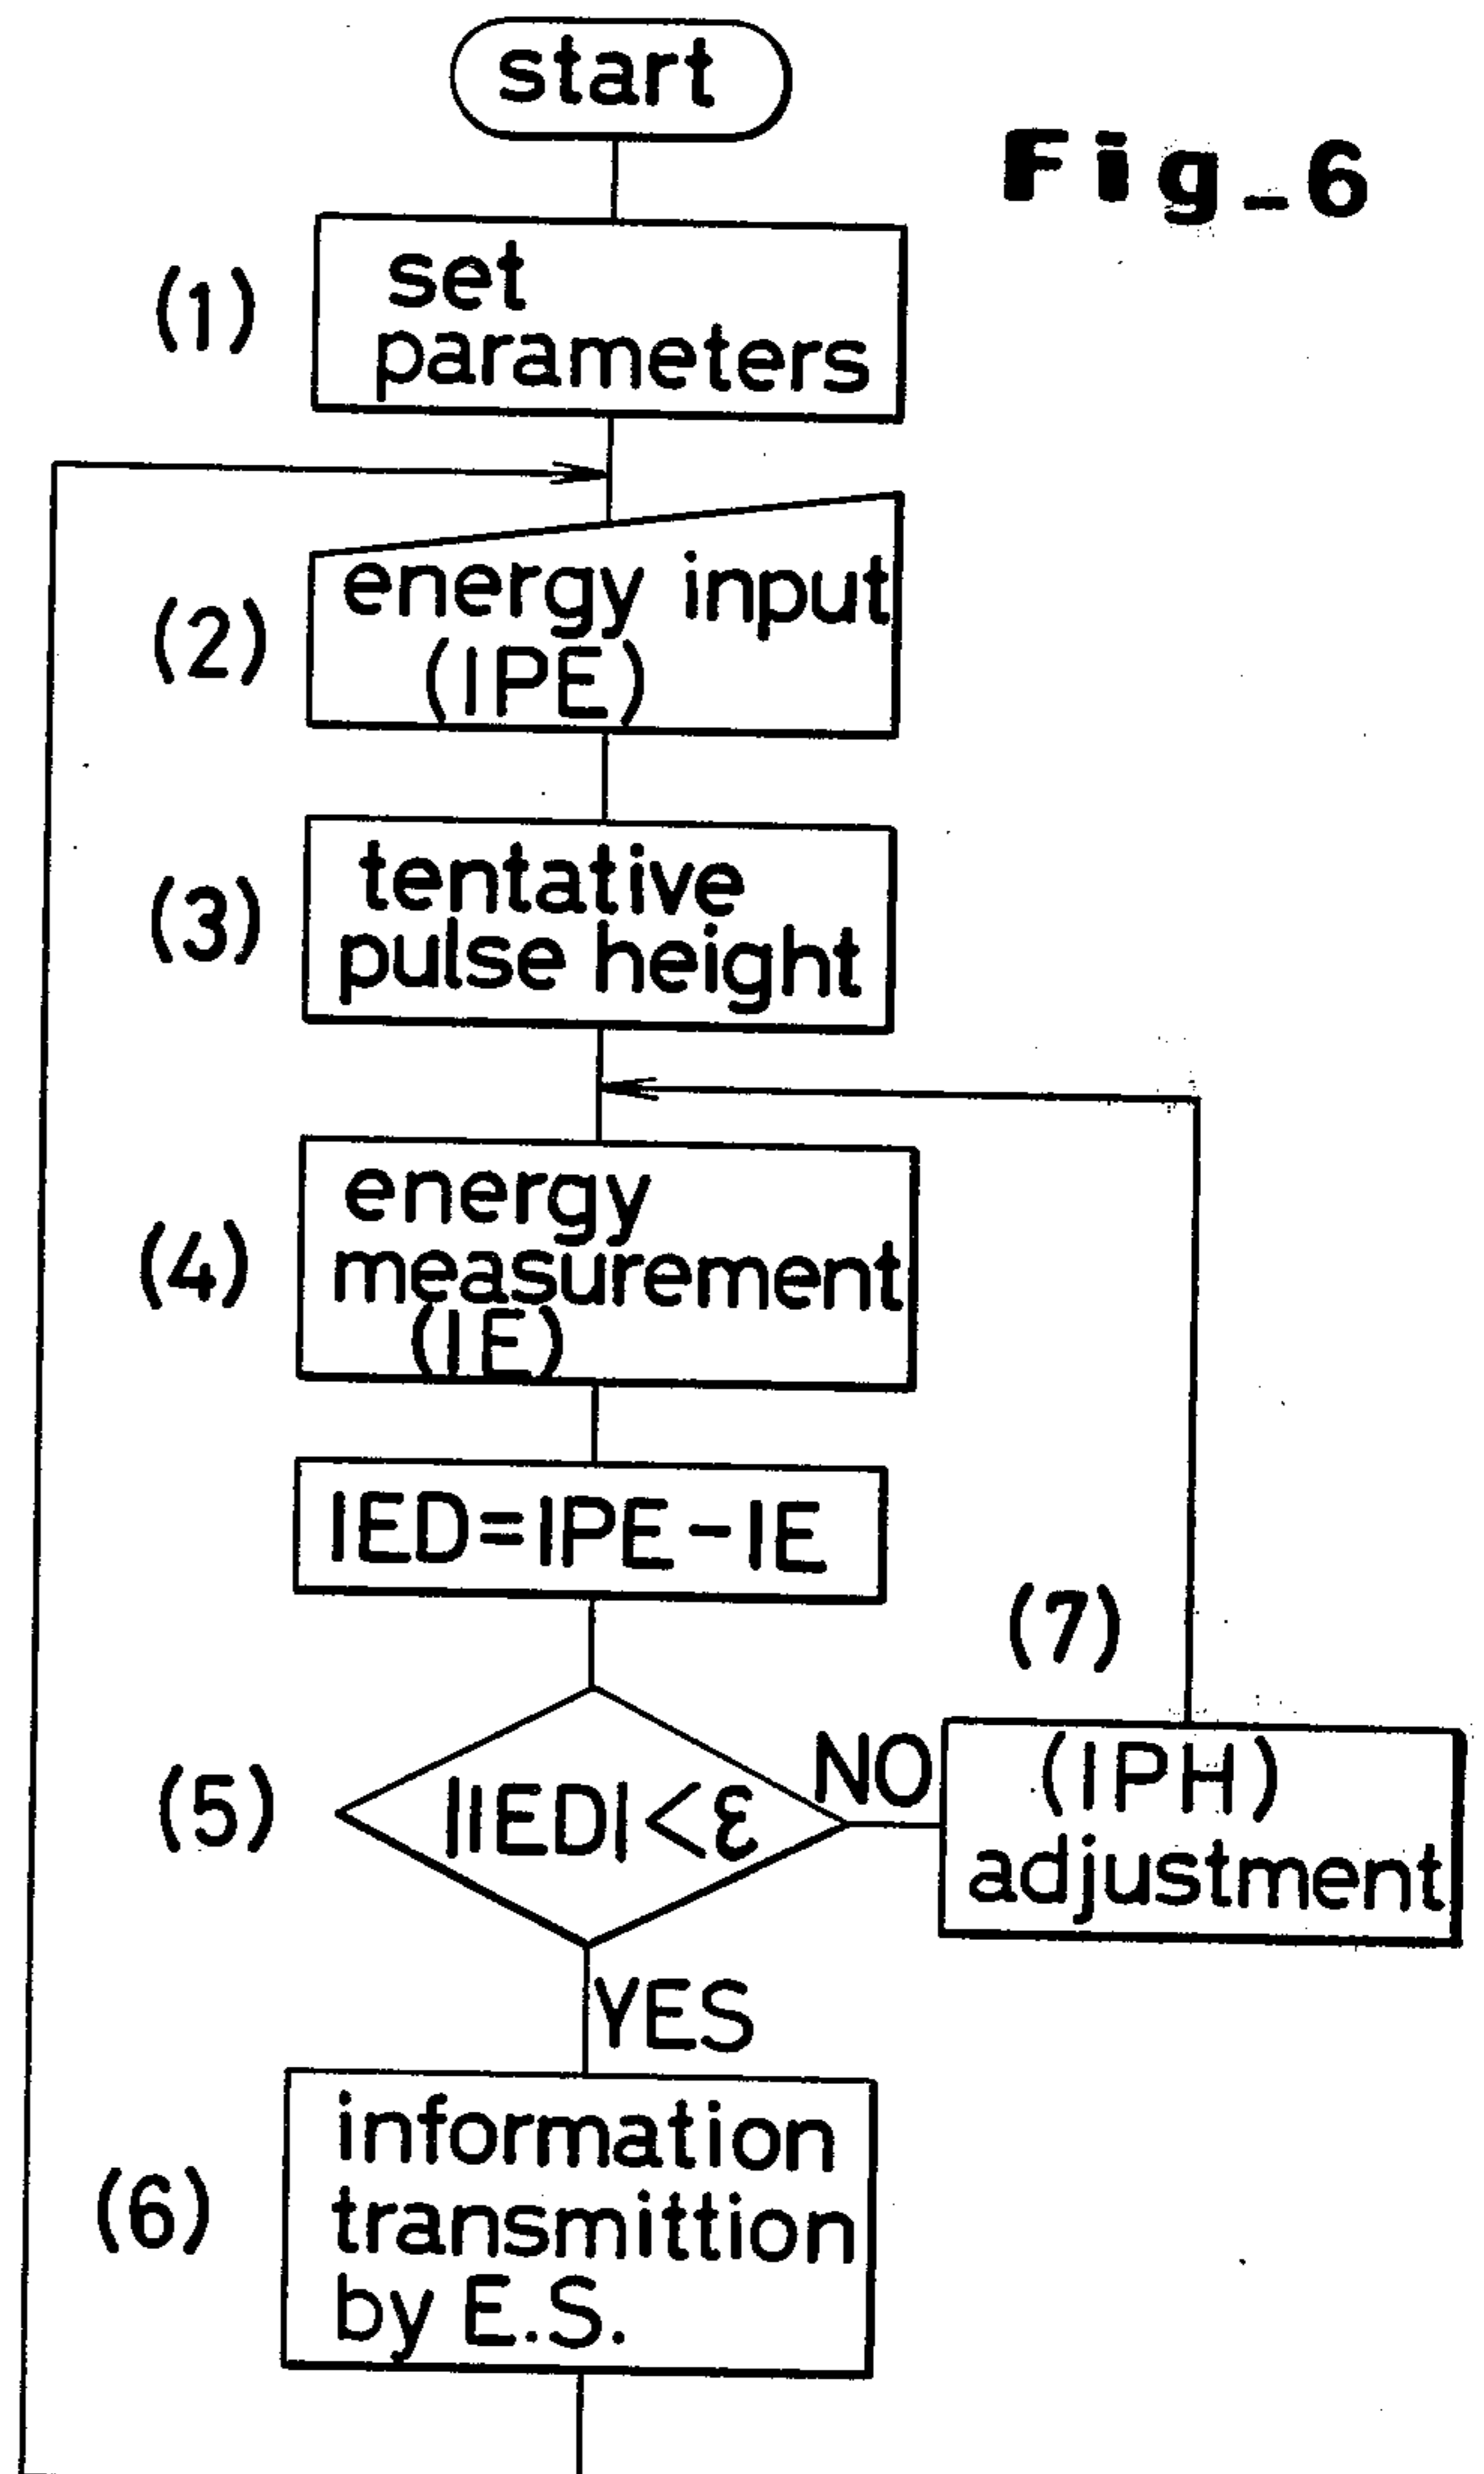 start
Fig_6
(1)
set
parameters
(2)
energy input
(IPE)
(3)
tentative
pulse height
(4)
energy
measurement
(IE)
IED=IPE-IE
(5)
|IED|<ε
NO
(7)
(IPH)
adjustment
YES
(6)
information
transmittion
by E.S.